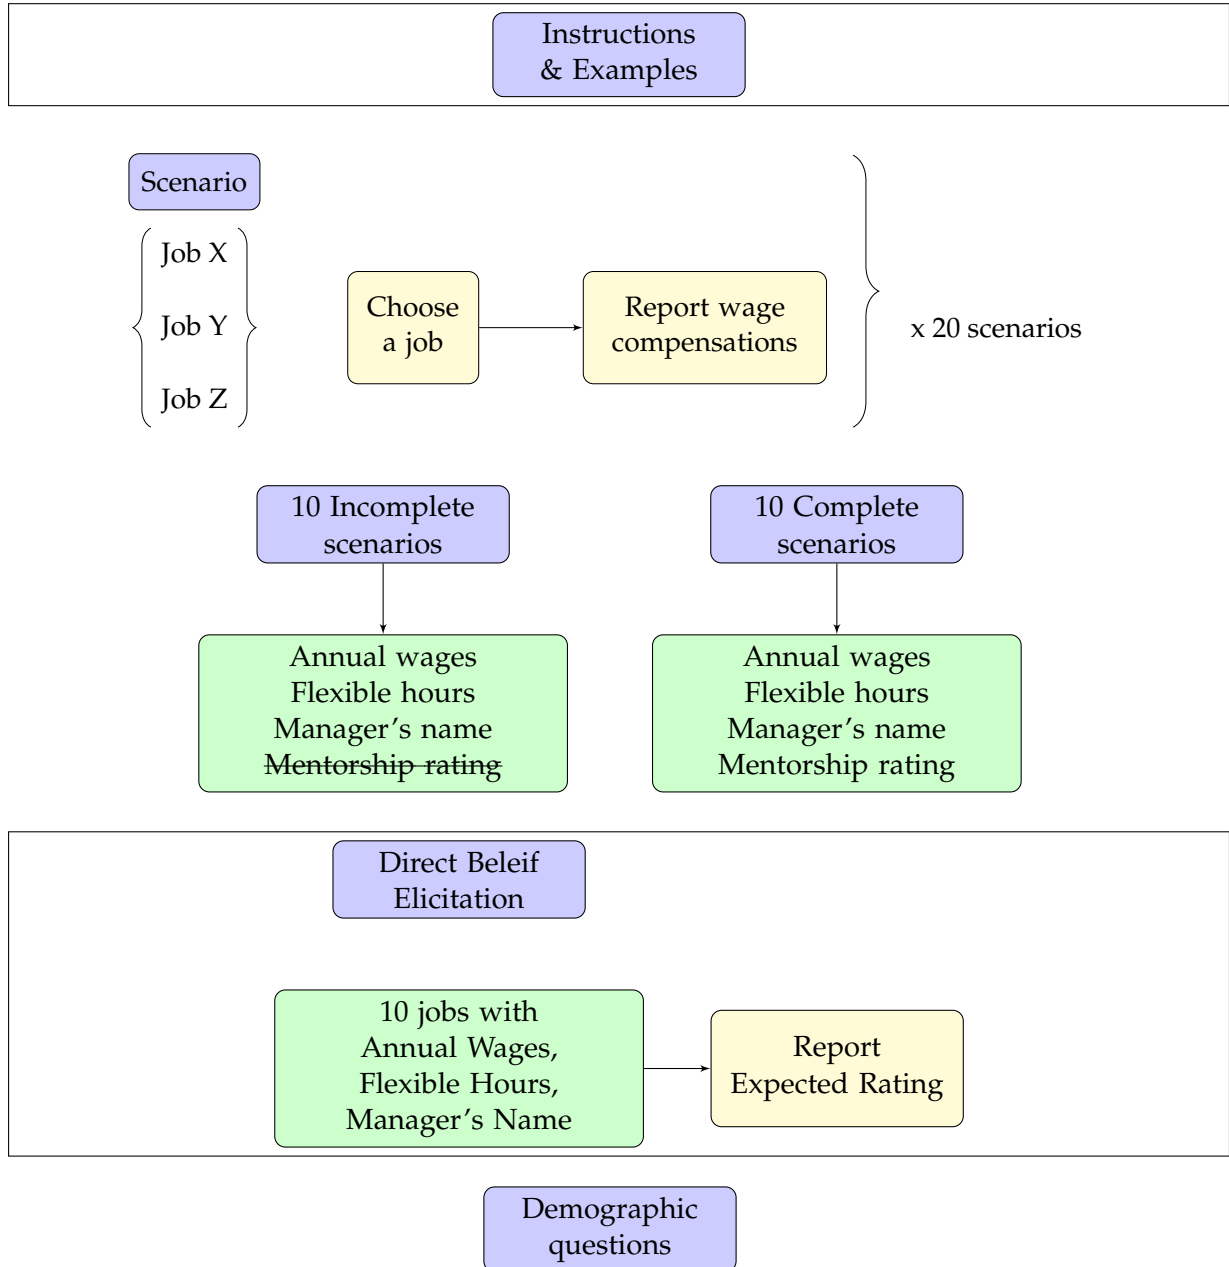 Instructions
& Examples
Scenario
Job X
Job Y
Job Z
Choose
a job
Report wage
compensations
x 20 scenarios
10 Incomplete
scenarios
10 Complete
scenarios
Annual wages
Flexible hours
Manager's name
Mentorship rating
Annual wages
Flexible hours
Manager's name
Mentorship rating
Direct Beleif
Elicitation
10 jobs with
Annual Wages,
Flexible Hours,
Manager's Name
Report
Expected Rating
Demographic
questions